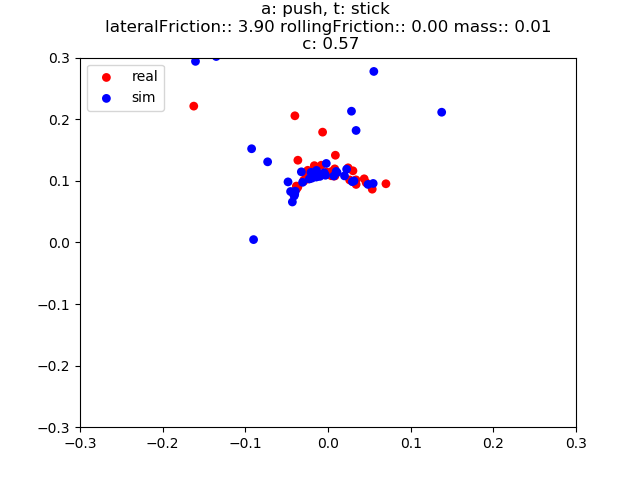 a: push, t: stick
lateralFriction:: 3.90 rollingFriction:: 0.00 mass:: 0.01
c: 0.57
real
sim
0.3
0.2
0.1
0.0
−0.1
−0.2
−0.3
−0.3 −0.2 −0.1 0.0 0.1 0.2 0.3